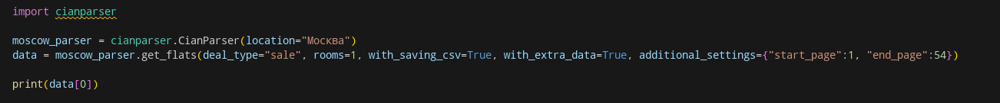 import cianparser
moscow_parser = cianparser.CianParser(location="Москва")
data = moscow_parser.get_flats(deal_type="sale", rooms=1, with_saving_csv=True, with_extra_data=True, additional_settings={"start_page":1, "end_page":54})
print(data[0])